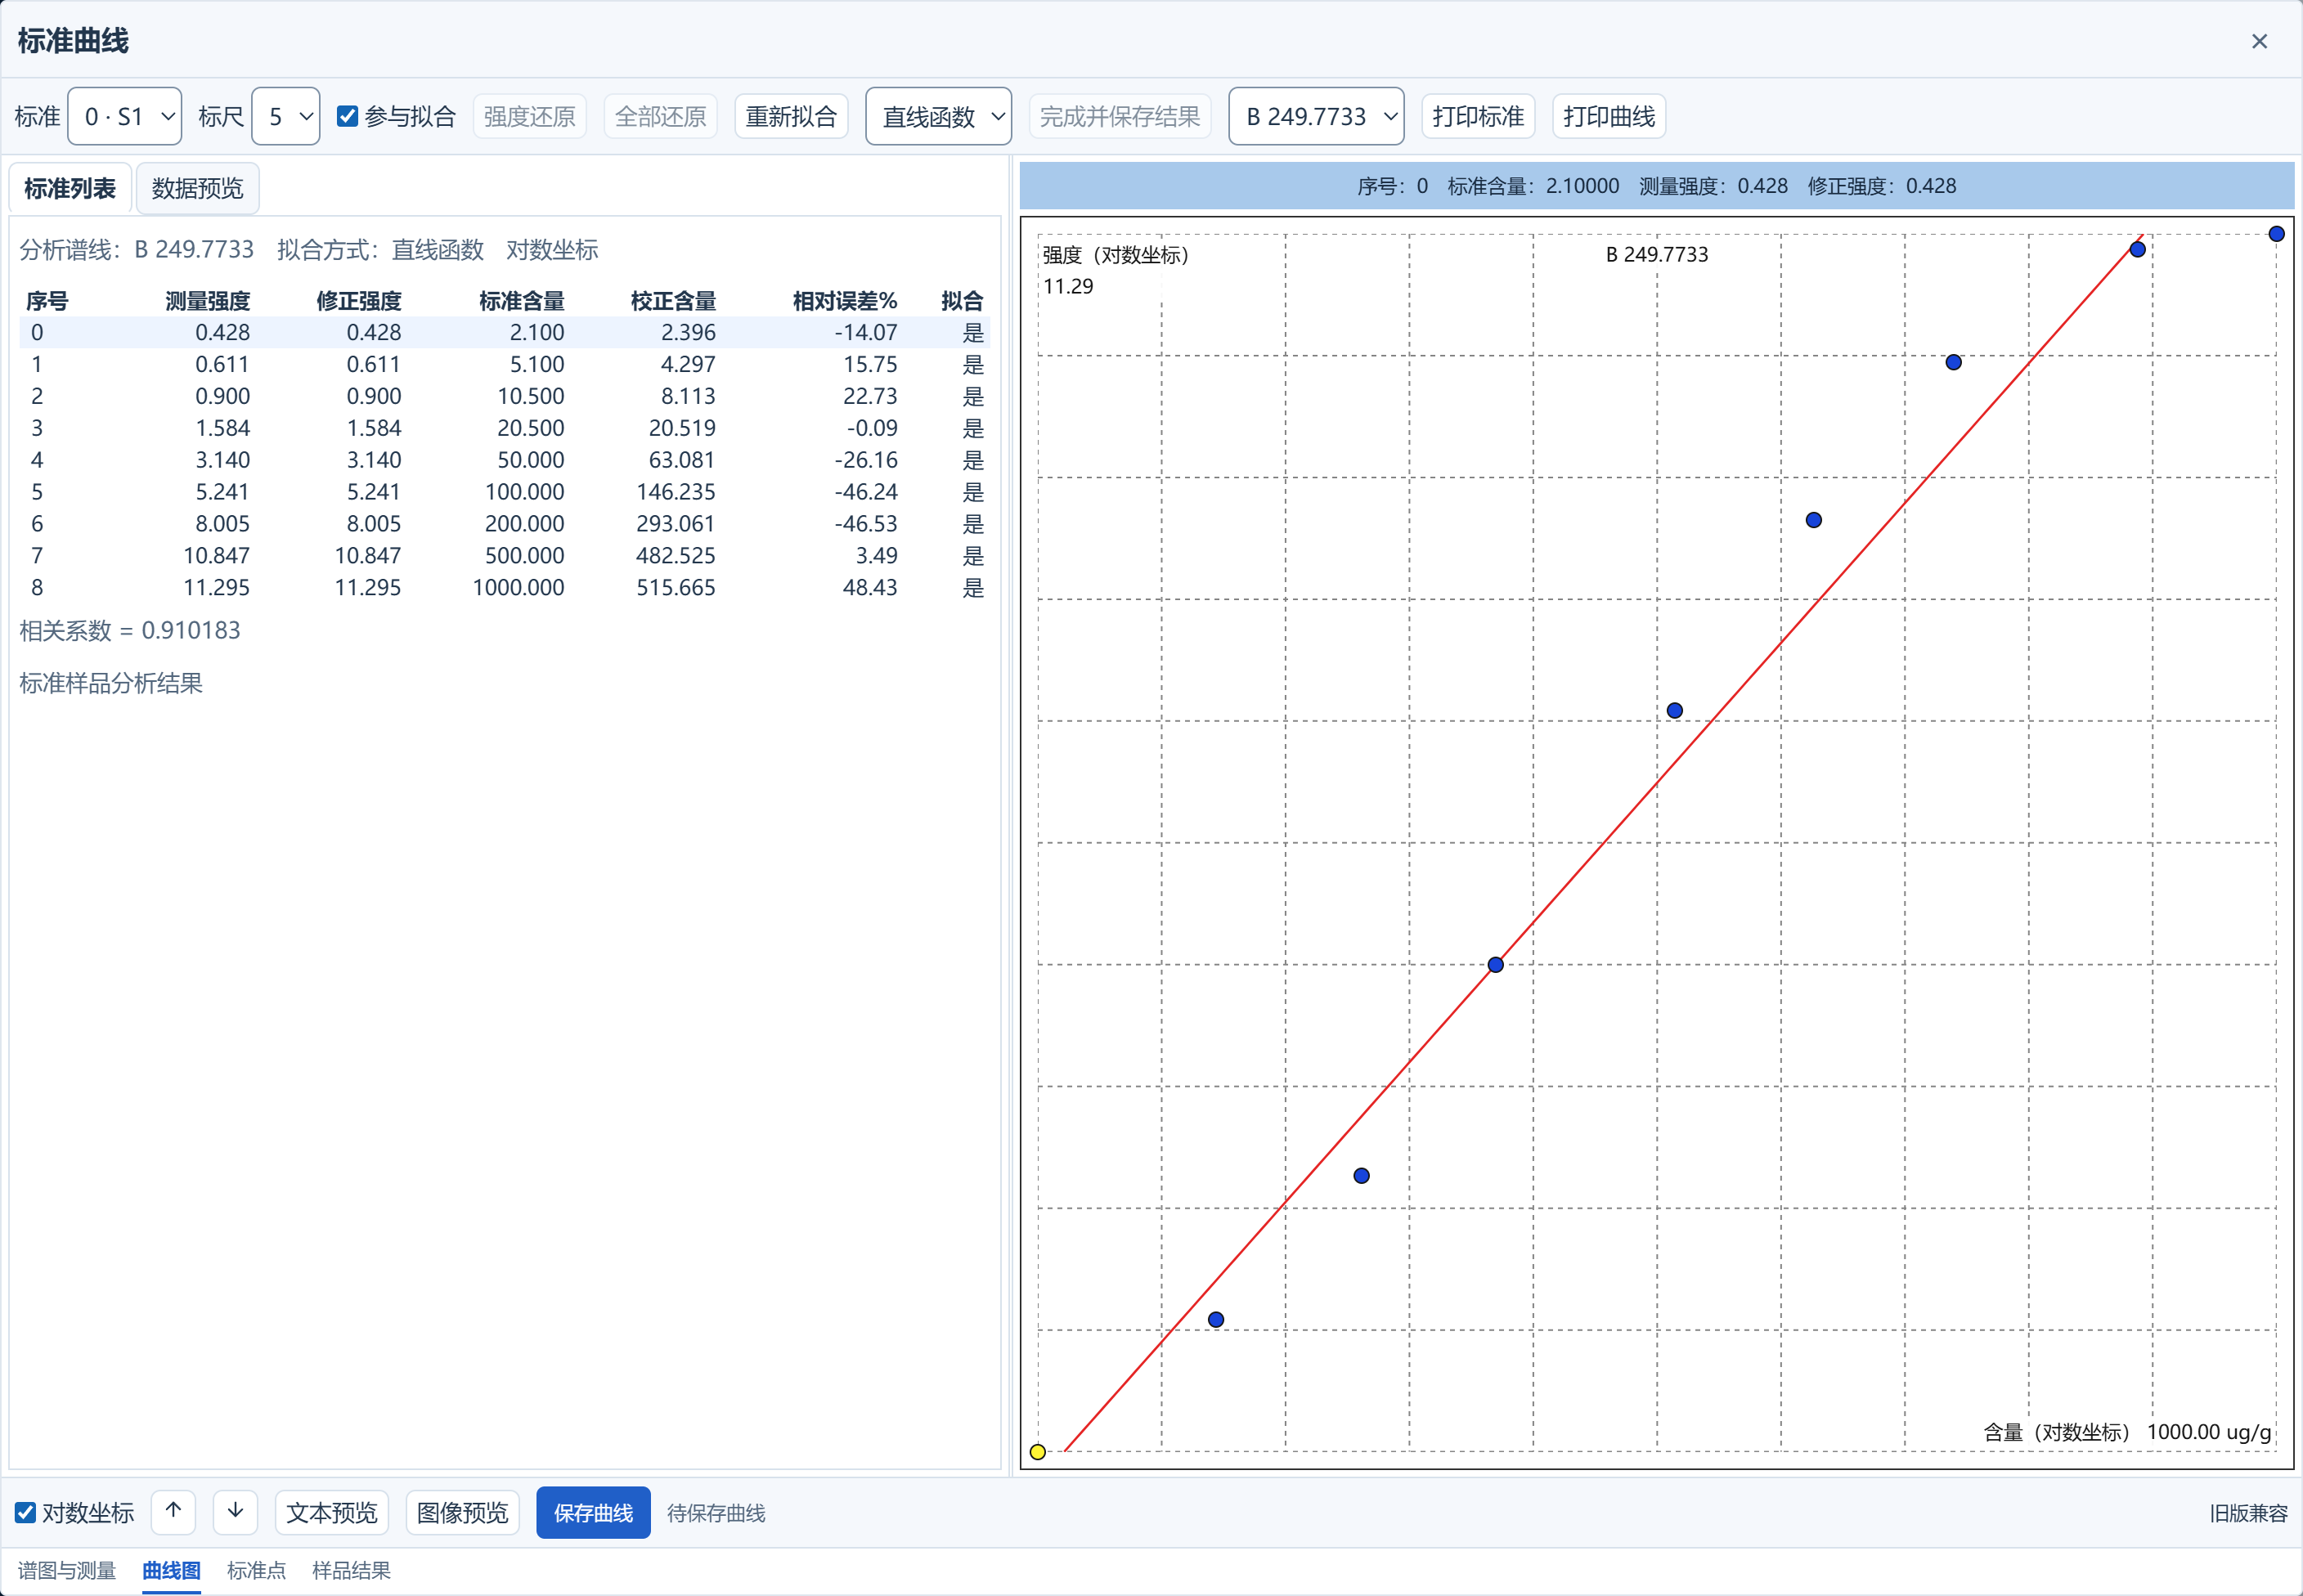 标准曲线
×
标准 0 · S1 标尺 5 参与拟合 强度还原 全部还原 重新拟合 直线函数 完成并保存结果 B 249.7733 打印标准 打印曲线
标准列表 数据预览
分析谱线：B 249.7733 拟合方式：直线函数 对数坐标
序号 测量强度 修正强度 标准含量 校正含量 相对误差% 拟合
0 0.428 0.428 2.100 2.396 -14.07 是
1 0.611 0.611 5.100 4.297 15.75 是
2 0.900 0.900 10.500 8.113 22.73 是
3 1.584 1.584 20.500 20.519 -0.09 是
4 3.140 3.140 50.000 63.081 -26.16 是
5 5.241 5.241 100.000 146.235 -46.24 是
6 8.005 8.005 200.000 293.061 -46.53 是
7 10.847 10.847 500.000 482.525 3.49 是
8 11.295 11.295 1000.000 515.665 48.43 是
相关系数 = 0.910183
标准样品分析结果
序号：0 标准含量：2.10000 测量强度：0.428 修正强度：0.428
强度（对数坐标）
11.29
B 249.7733
含量（对数坐标） 1000.00 ug/g
对数坐标 ↑ ↓ 文本预览 图像预览 保存曲线 待保存曲线 旧版兼容
谱图与测量 曲线图 标准点 样品结果